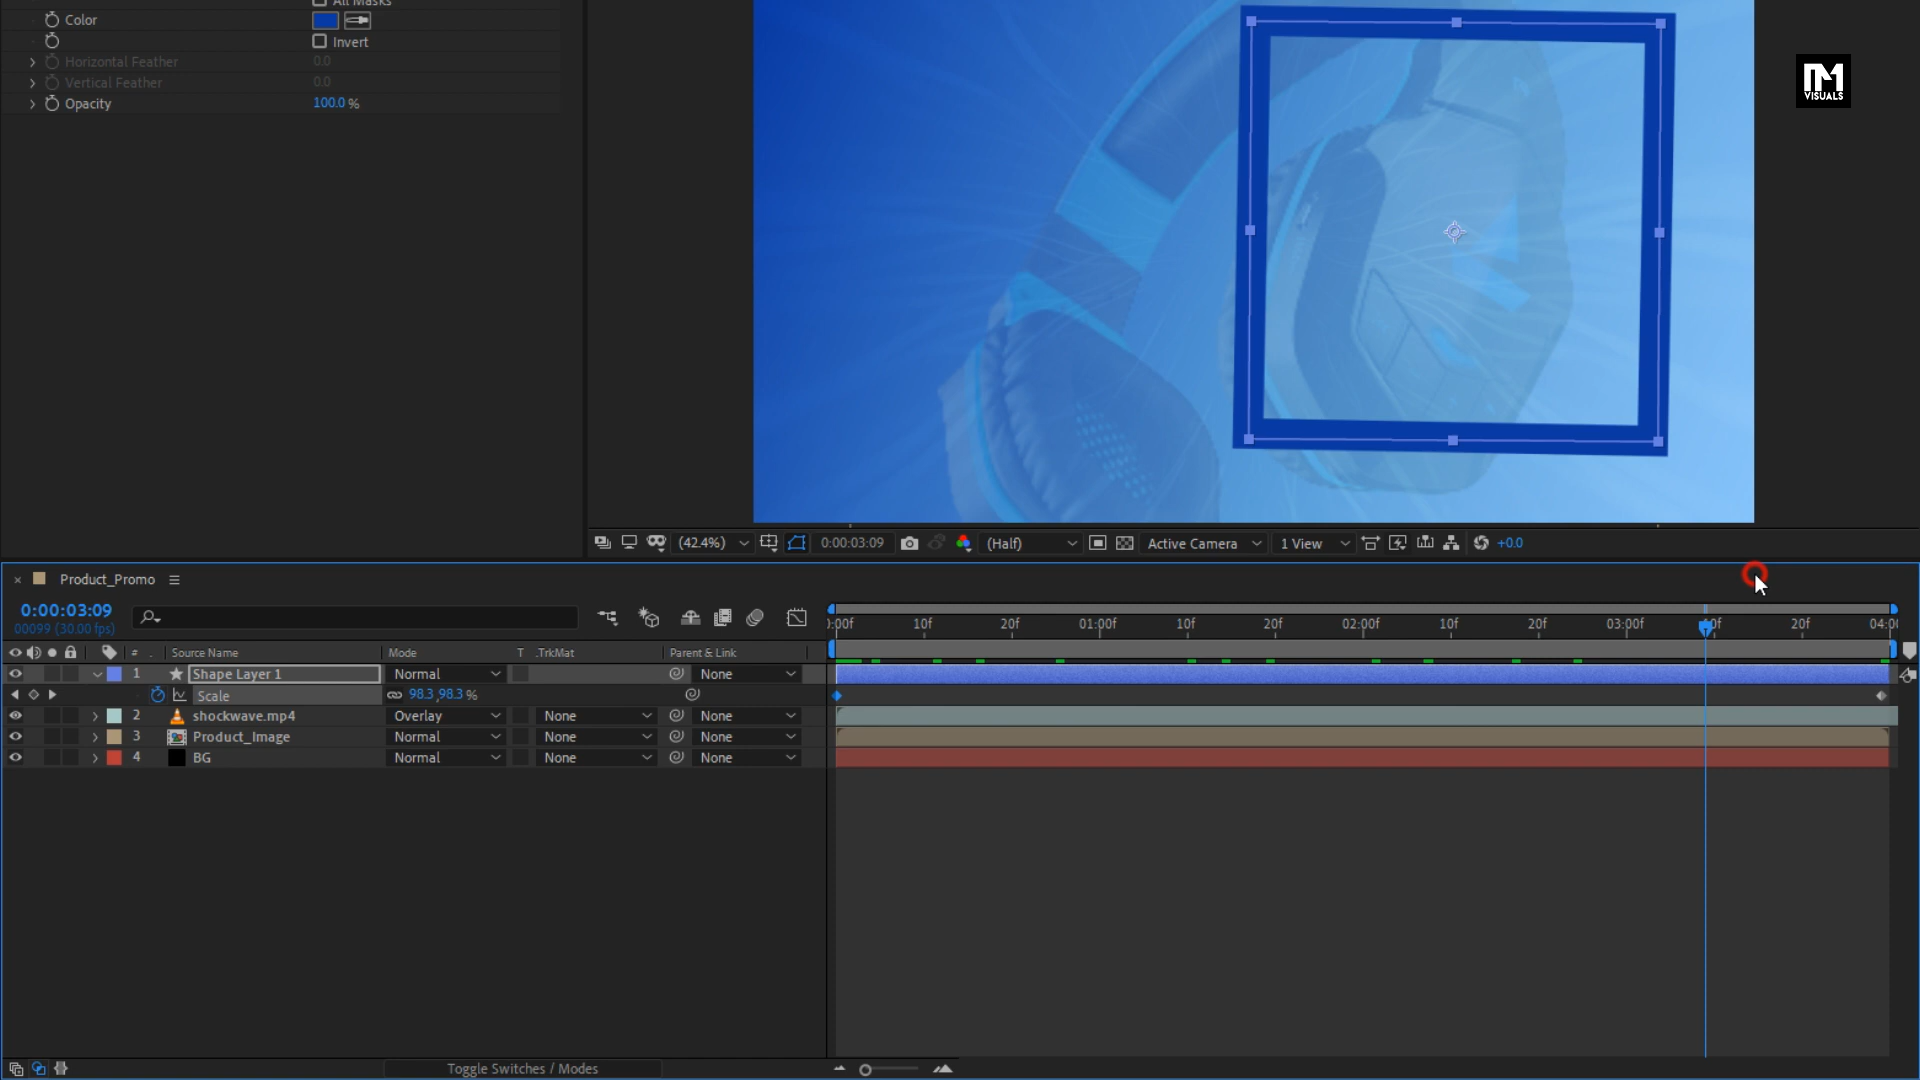 All Masks
Color
Invert
Horizontal Feather 0.0
Vertical Feather 0.0
Opacity 100.0 %
VISUALS
(42.4%) 0:00:03:09 (Half) Active Camera 1 View +0.0
Product_Promo
0:00:03:09
00099 (30.00 fps)
:00f 10f 20f 01:00f 10f 20f 02:00f 10f 20f 03:00f 10f 20f 04:00
# Source Name Mode T .TrkMat Parent & Link
1 Shape Layer 1 Normal None
Scale 98.3,98.3 %
2 shockwave.mp4 Overlay None None
3 Product_Image Normal None None
4 BG Normal None None
Toggle Switches / Modes